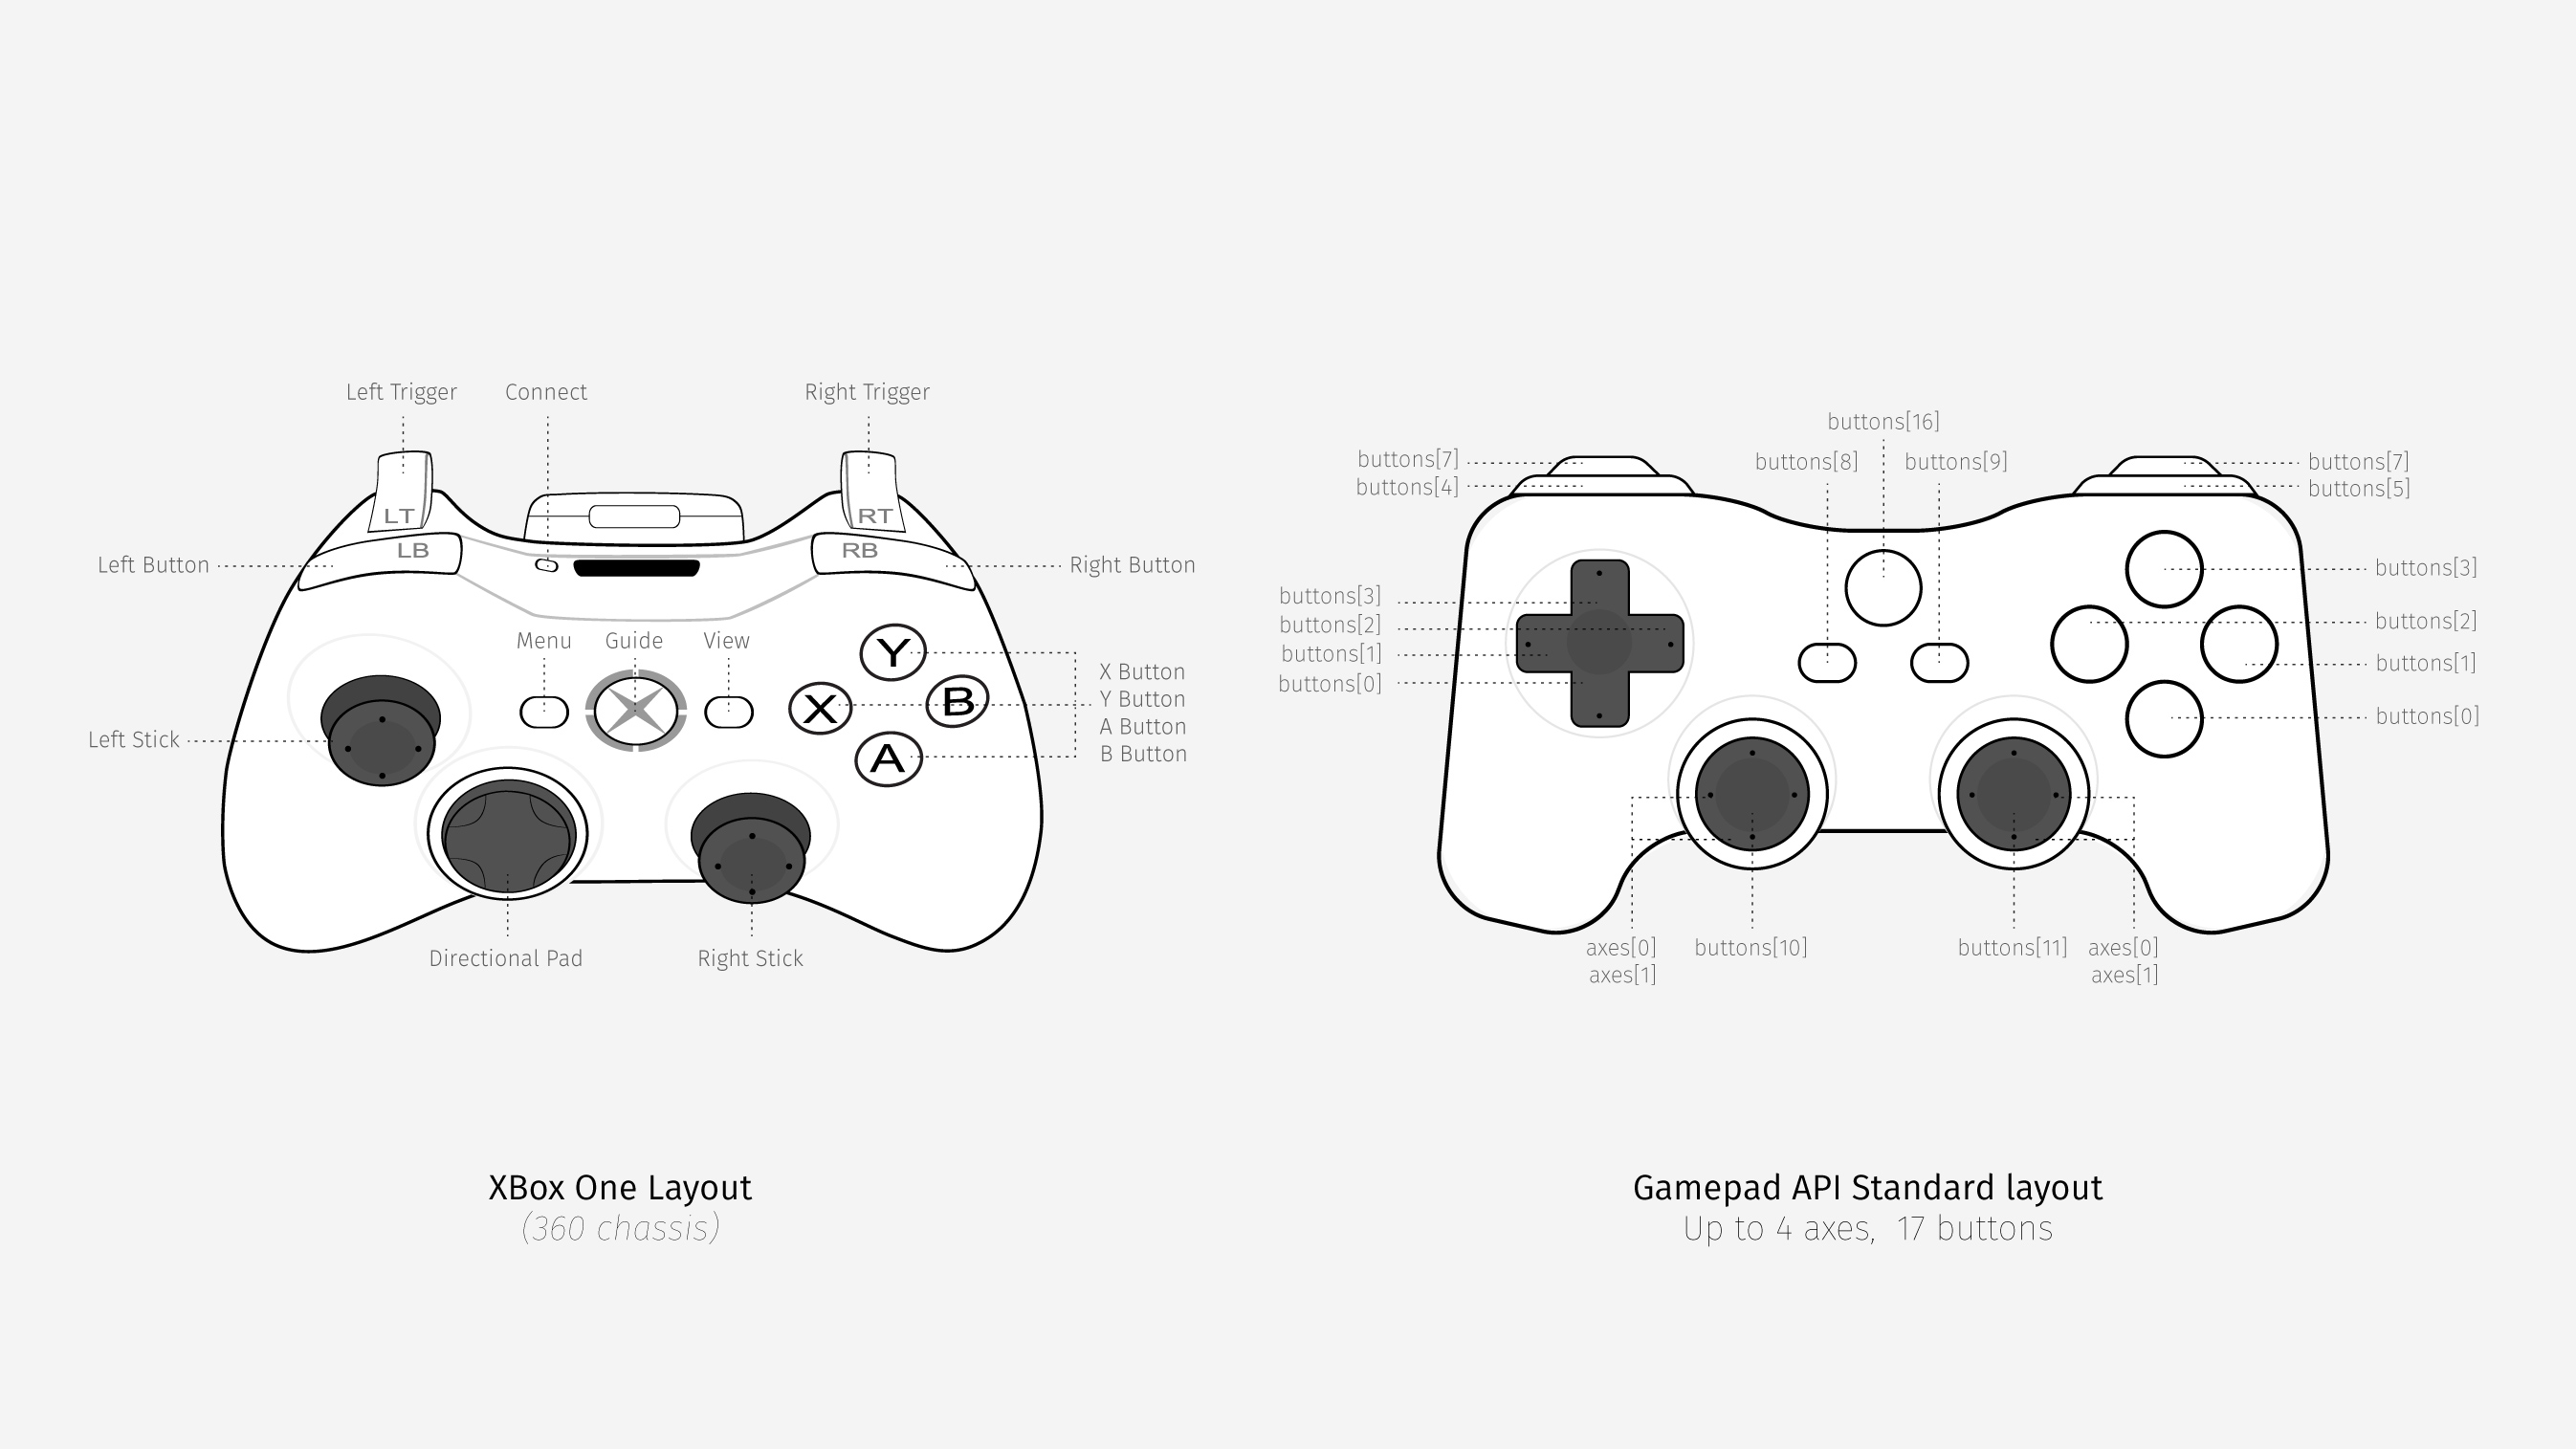 Left Trigger
Connect
Right Trigger
LT
RT
LB
RB
Left Button
Right Button
Menu
Guide
View
Y
X
B
A
X Button
Y Button
A Button
B Button
Left Stick
Directional Pad
Right Stick
XBox One Layout
(360 chassis)
buttons[16]
buttons[7]
buttons[4]
buttons[8]
buttons[9]
buttons[7]
buttons[5]
buttons[3]
buttons[2]
buttons[1]
buttons[0]
buttons[3]
buttons[2]
buttons[1]
buttons[0]
axes[0]
axes[1]
buttons[10]
buttons[11]
axes[0]
axes[1]
Gamepad API Standard layout
Up to 4 axes, 17 buttons